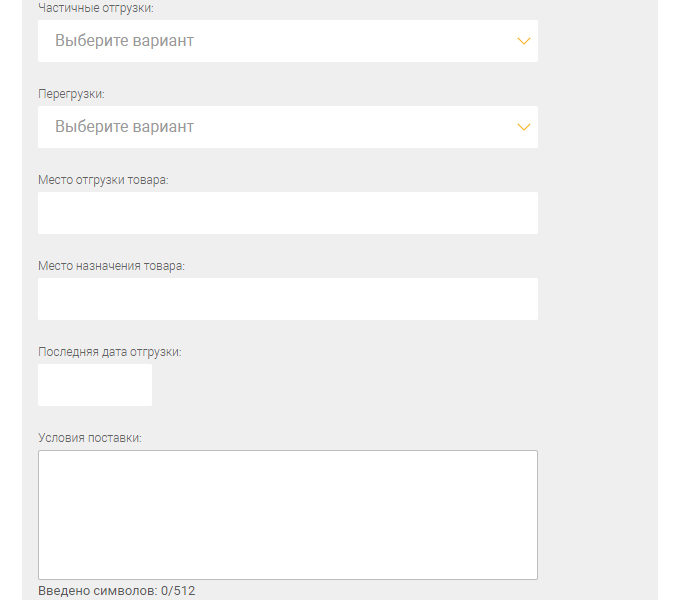 Частичные отгрузки:
Выберите вариант
Перегрузки:
Выберите вариант
Место отгрузки товара:
Место назначения товара:
Последняя дата отгрузки:
Условия поставки:
Введено символов: 0/512